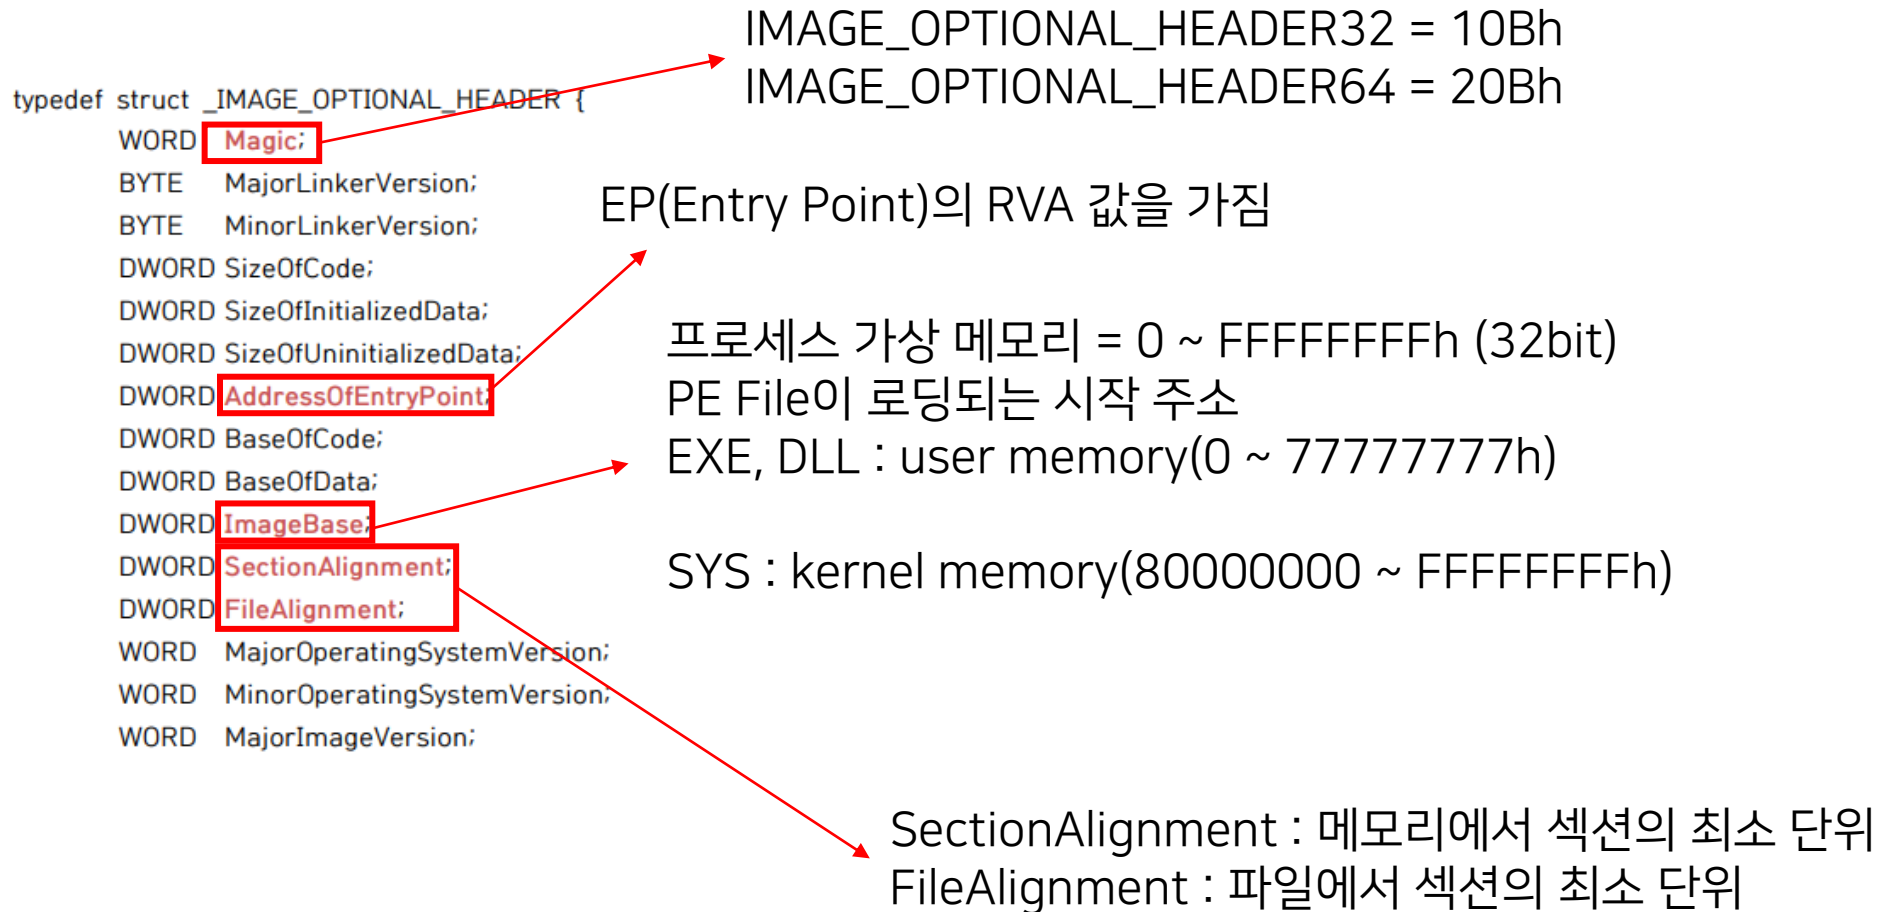 IMAGE_OPTIONAL_HEADER32 = 10Bh
IMAGE_OPTIONAL_HEADER64 = 20Bh
typedef struct _IMAGE_OPTIONAL_HEADER {
WORD Magic;
BYTE MajorLinkerVersion;
BYTE MinorLinkerVersion;
DWORD SizeOfCode;
DWORD SizeOfInitializedData;
DWORD SizeOfUninitializedData;
DWORD AddressOfEntryPoint;
DWORD BaseOfCode;
DWORD BaseOfData;
DWORD ImageBase;
DWORD SectionAlignment;
DWORD FileAlignment;
WORD MajorOperatingSystemVersion;
WORD MinorOperatingSystemVersion;
WORD MajorImageVersion;
EP(Entry Point)의 RVA 값을 가짐
프로세스 가상 메모리 = 0 ~ FFFFFFFFh (32bit)
PE File이 로딩되는 시작 주소
EXE, DLL : user memory(0 ~ 77777777h)
SYS : kernel memory(80000000 ~ FFFFFFFFh)
SectionAlignment : 메모리에서 섹션의 최소 단위
FileAlignment : 파일에서 섹션의 최소 단위